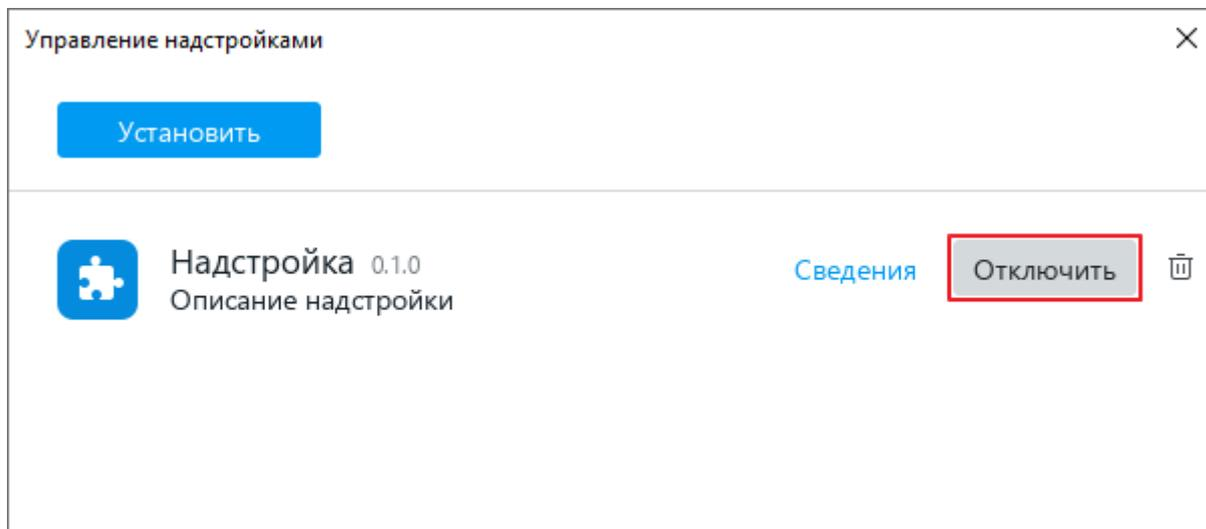 Управление надстройками
Установить
Надстройка 0.1.0
Описание надстройки
Сведения
Отключить